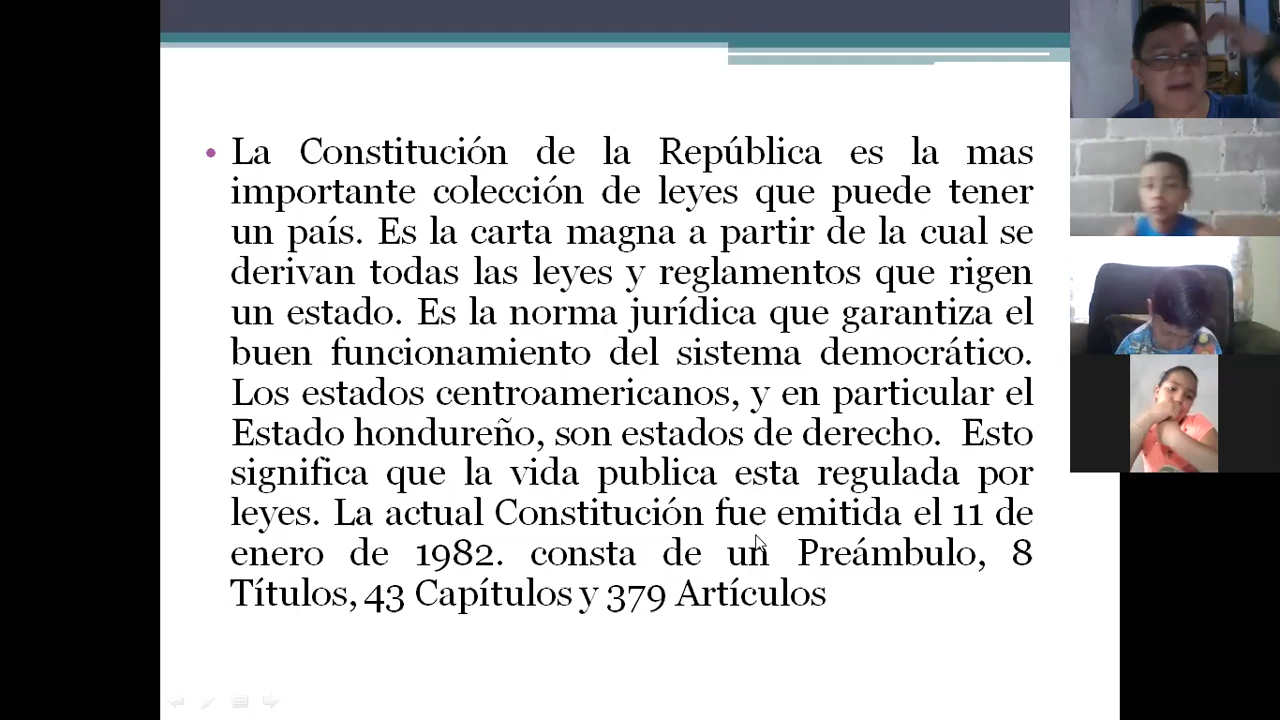 • La Constitución de la República es la mas
importante colección de leyes que puede tener
un país. Es la carta magna a partir de la cual se
derivan todas las leyes y reglamentos que rigen
un estado. Es la norma jurídica que garantiza el
buen funcionamiento del sistema democrático.
Los estados centroamericanos, y en particular el
Estado hondureño, son estados de derecho.  Esto
significa que la vida publica esta regulada por
leyes. La actual Constitución fue emitida el 11 de
enero de 1982. consta de un Preámbulo, 8
Títulos, 43 Capítulos y 379 Artículos